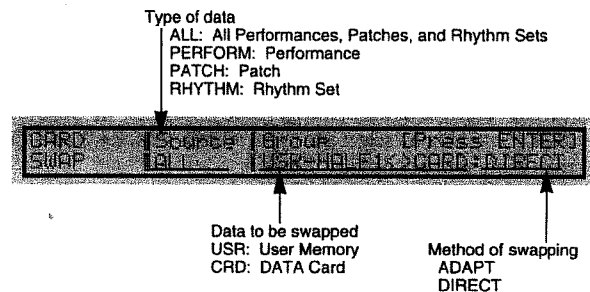 Type of data
ALL: All Performances, Patches, and Rhythm Sets
PERFORM: Performance
PATCH: Patch
RHYTHM: Rhythm Set
CARD Source Group [Press ENTER]
SWAP ALL CARD:DIRECT
Data to be swapped
USR: User Memory
CRD: DATA Card
Method of swapping
ADAPT
DIRECT